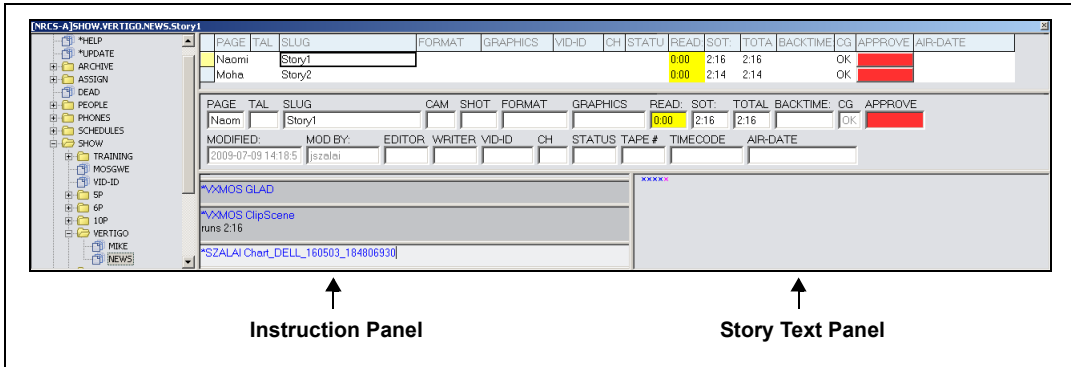 [NRCS-A]SHOW.VERTIGO.NEWS.Story1
*HELP
*UPDATE
ARCHIVE
ASSIGN
DEAD
PEOPLE
PHONES
SCHEDULES
SHOW
TRAINING
MOSGWE
VID-ID
5P
6P
10P
VERTIGO
MIKE
NEWS
PAGE TAL SLUG FORMAT GRAPHICS VID-ID CH STATU READ: SOT: TOTA BACKTIME CG APPROVE AIR-DATE
Naomi Story1 0:00 2:16 2:16 OK
Moha Story2 0:00 2:14 2:14 OK
PAGE TAL SLUG CAM SHOT FORMAT GRAPHICS READ: SOT: TOTAL BACKTIME: CG APPROVE
Naom Story1 0:00 2:16 2:16 OK
MODIFIED: MOD BY: EDITOR WRITER VID-ID CH STATUS TAPE # TIMECODE AIR-DATE
2009-07-09 14:18:5 jszalai
*VXMOS GLAD
*VXMOS ClipScene
runs 2:16
*SZALAI Chart_DELL_160503_184806930
xxxxx
Instruction Panel
Story Text Panel